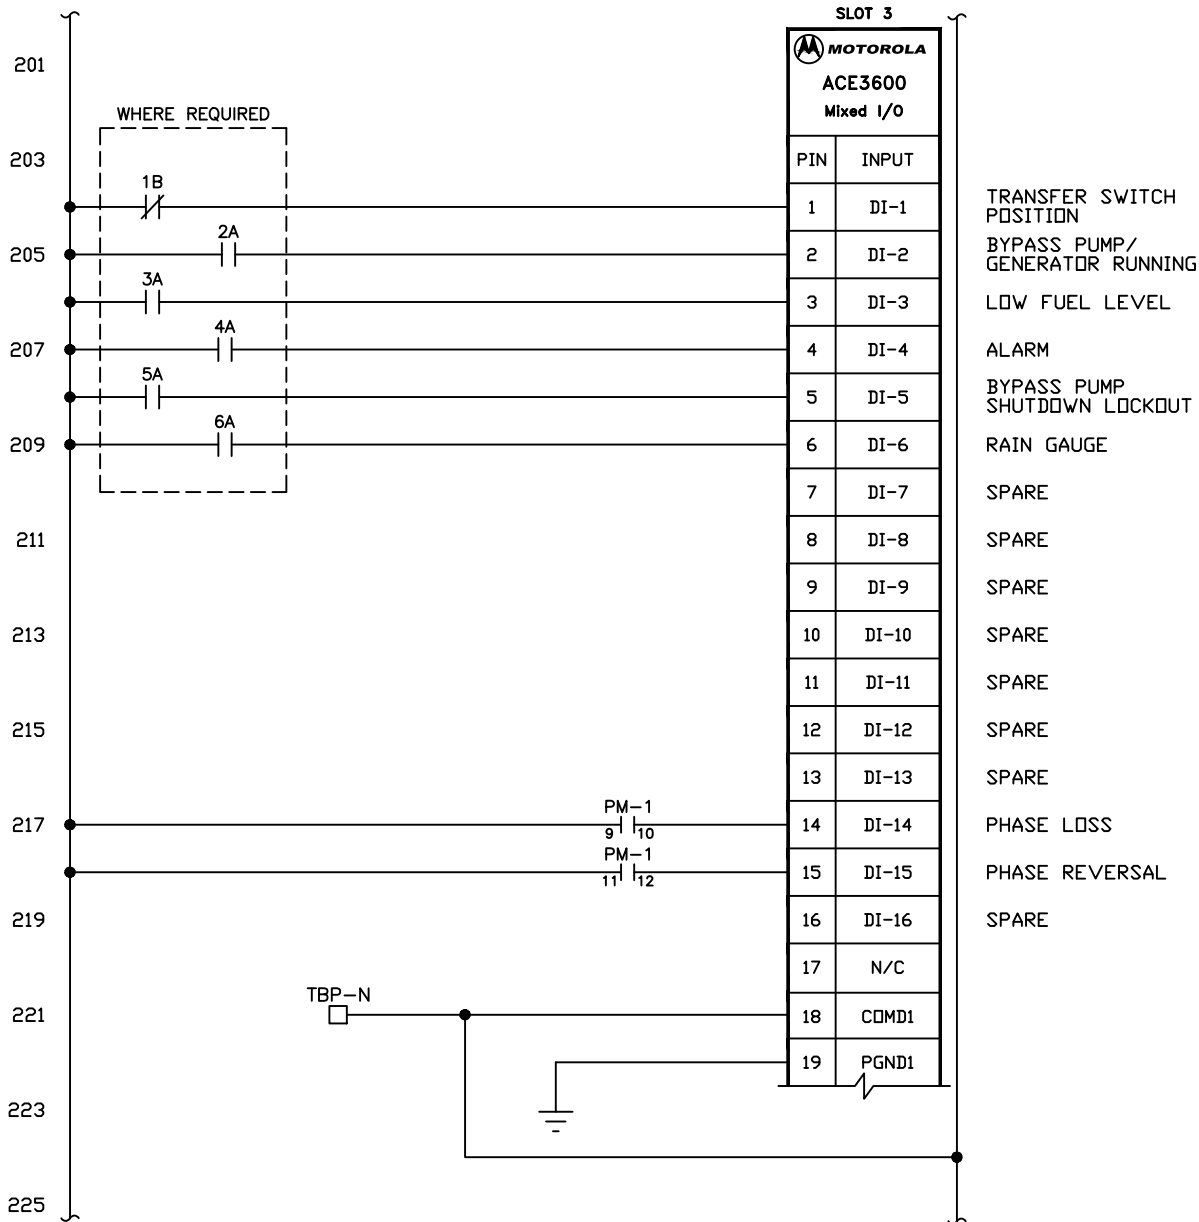 SLOT 3
MOTOROLA
201
ACE3600
Mixed I/O
WHERE REQUIRED
203
PIN INPUT
1B
1 DI-1
TRANSFER SWITCH
POSITION
2A
205
2 DI-2
BYPASS PUMP/
GENERATOR RUNNING
3A
3 DI-3
LOW FUEL LEVEL
4A
207
4 DI-4
ALARM
5A
5 DI-5
BYPASS PUMP
SHUTDOWN LOCKOUT
6A
209
6 DI-6
RAIN GAUGE
7 DI-7
SPARE
211
8 DI-8
SPARE
9 DI-9
SPARE
213
10 DI-10
SPARE
11 DI-11
SPARE
215
12 DI-12
SPARE
13 DI-13
SPARE
PM-1
217
9 10
14 DI-14
PHASE LOSS
PM-1
11 12
15 DI-15
PHASE REVERSAL
219
16 DI-16
SPARE
17 N/C
TBP-N
221
18 COMD1
19 PGND1
223
225